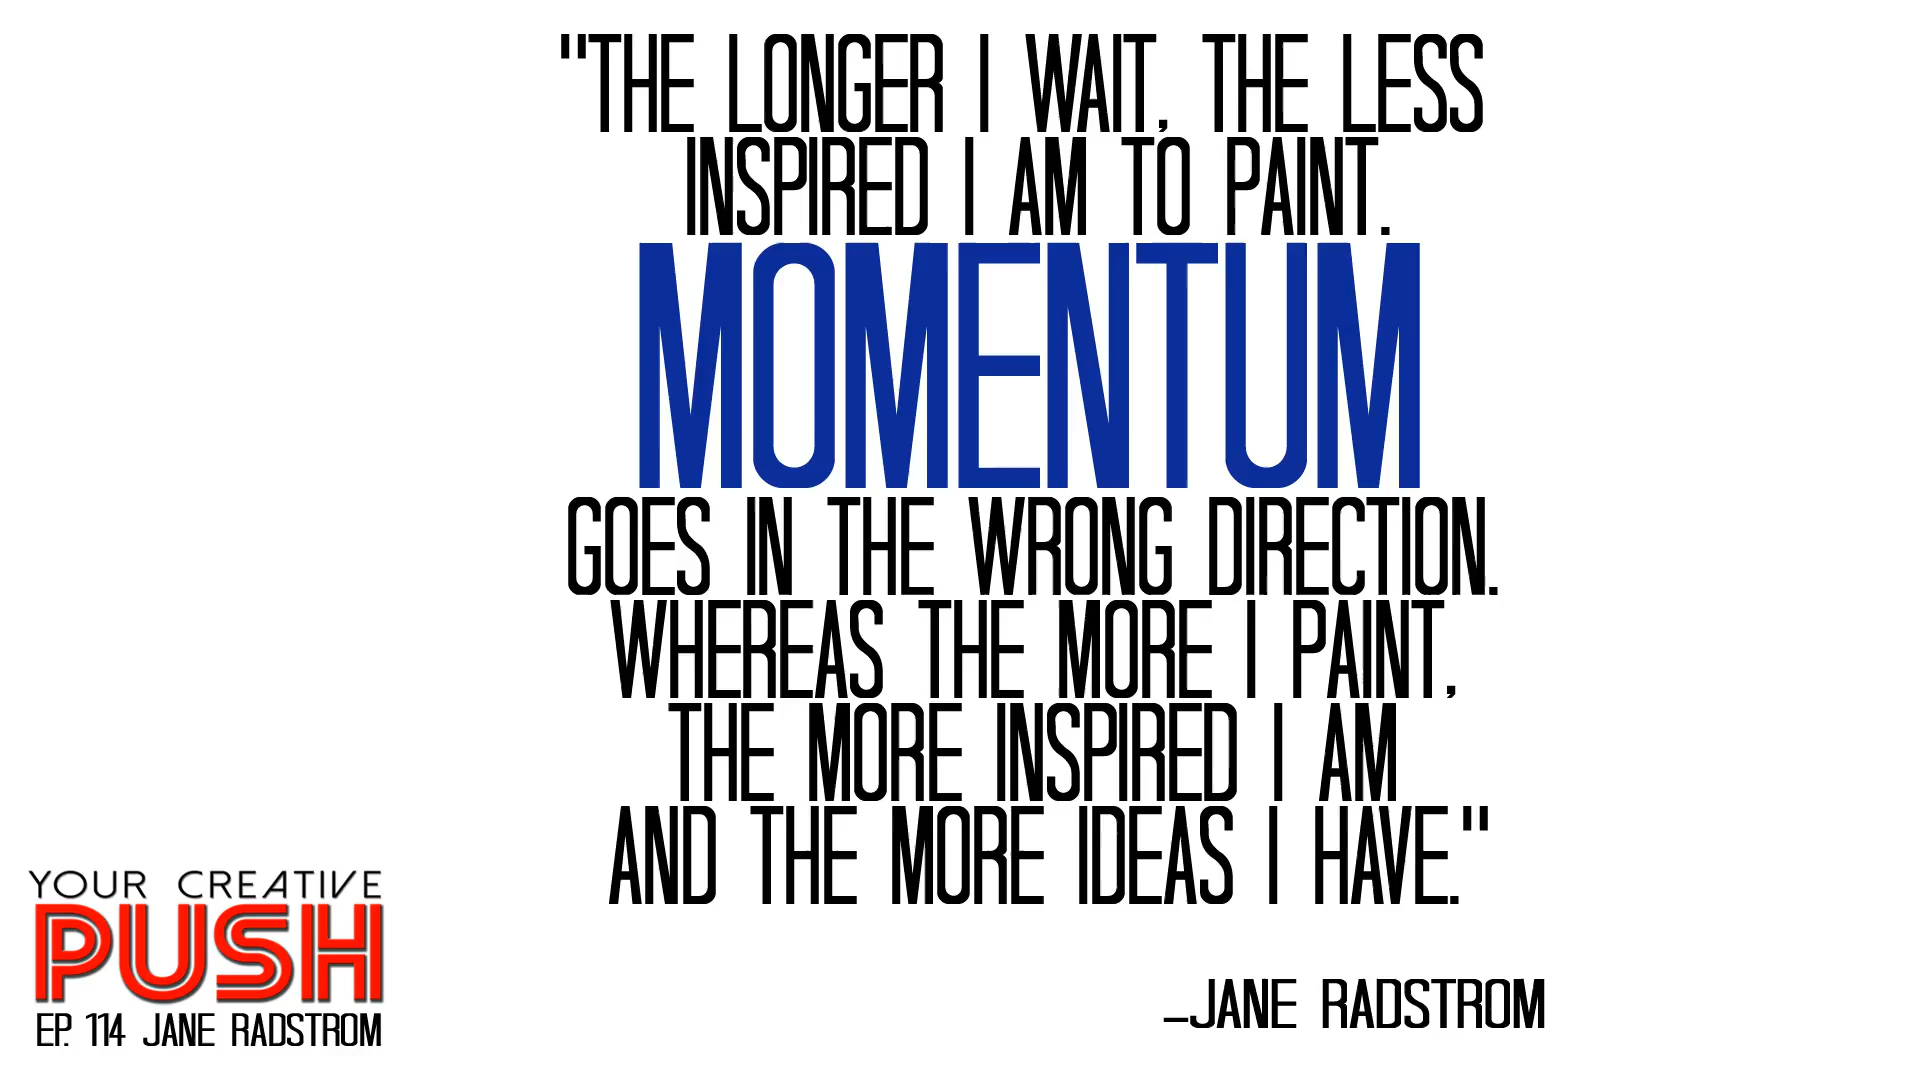 "THE LONGER I WAIT, THE LESS
INSPIRED I AM TO PAINT.
MOMENTUM
GOES IN THE WRONG DIRECTION.
WHEREAS THE MORE I PAINT,
THE MORE INSPIRED I AM
AND THE MORE IDEAS I HAVE."
–JANE RADSTROM
YOUR CREATIVE
PUSH
EP. 114 JANE RADSTROM